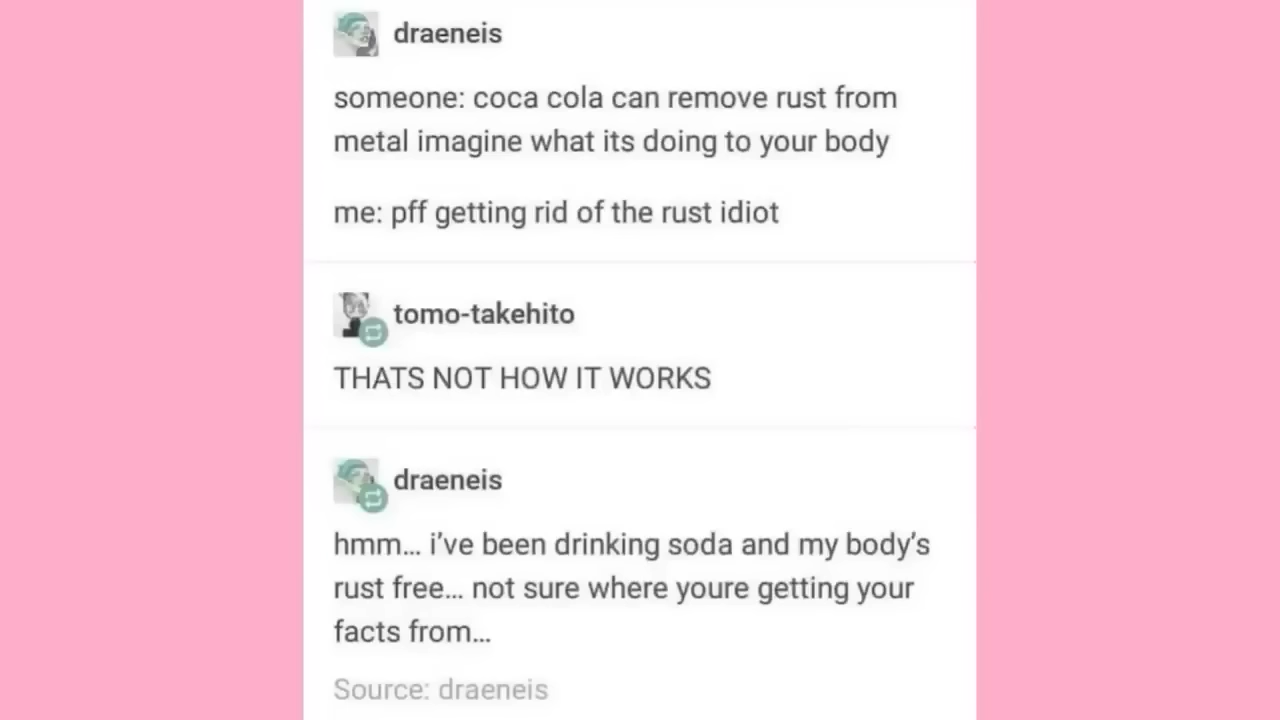 draeneis
someone: coca cola can remove rust from
metal imagine what its doing to your body
me: pff getting rid of the rust idiot
tomo-takehito
THATS NOT HOW IT WORKS
draeneis
hmm... i've been drinking soda and my body's
rust free... not sure where youre getting your
facts from...
Source: draeneis